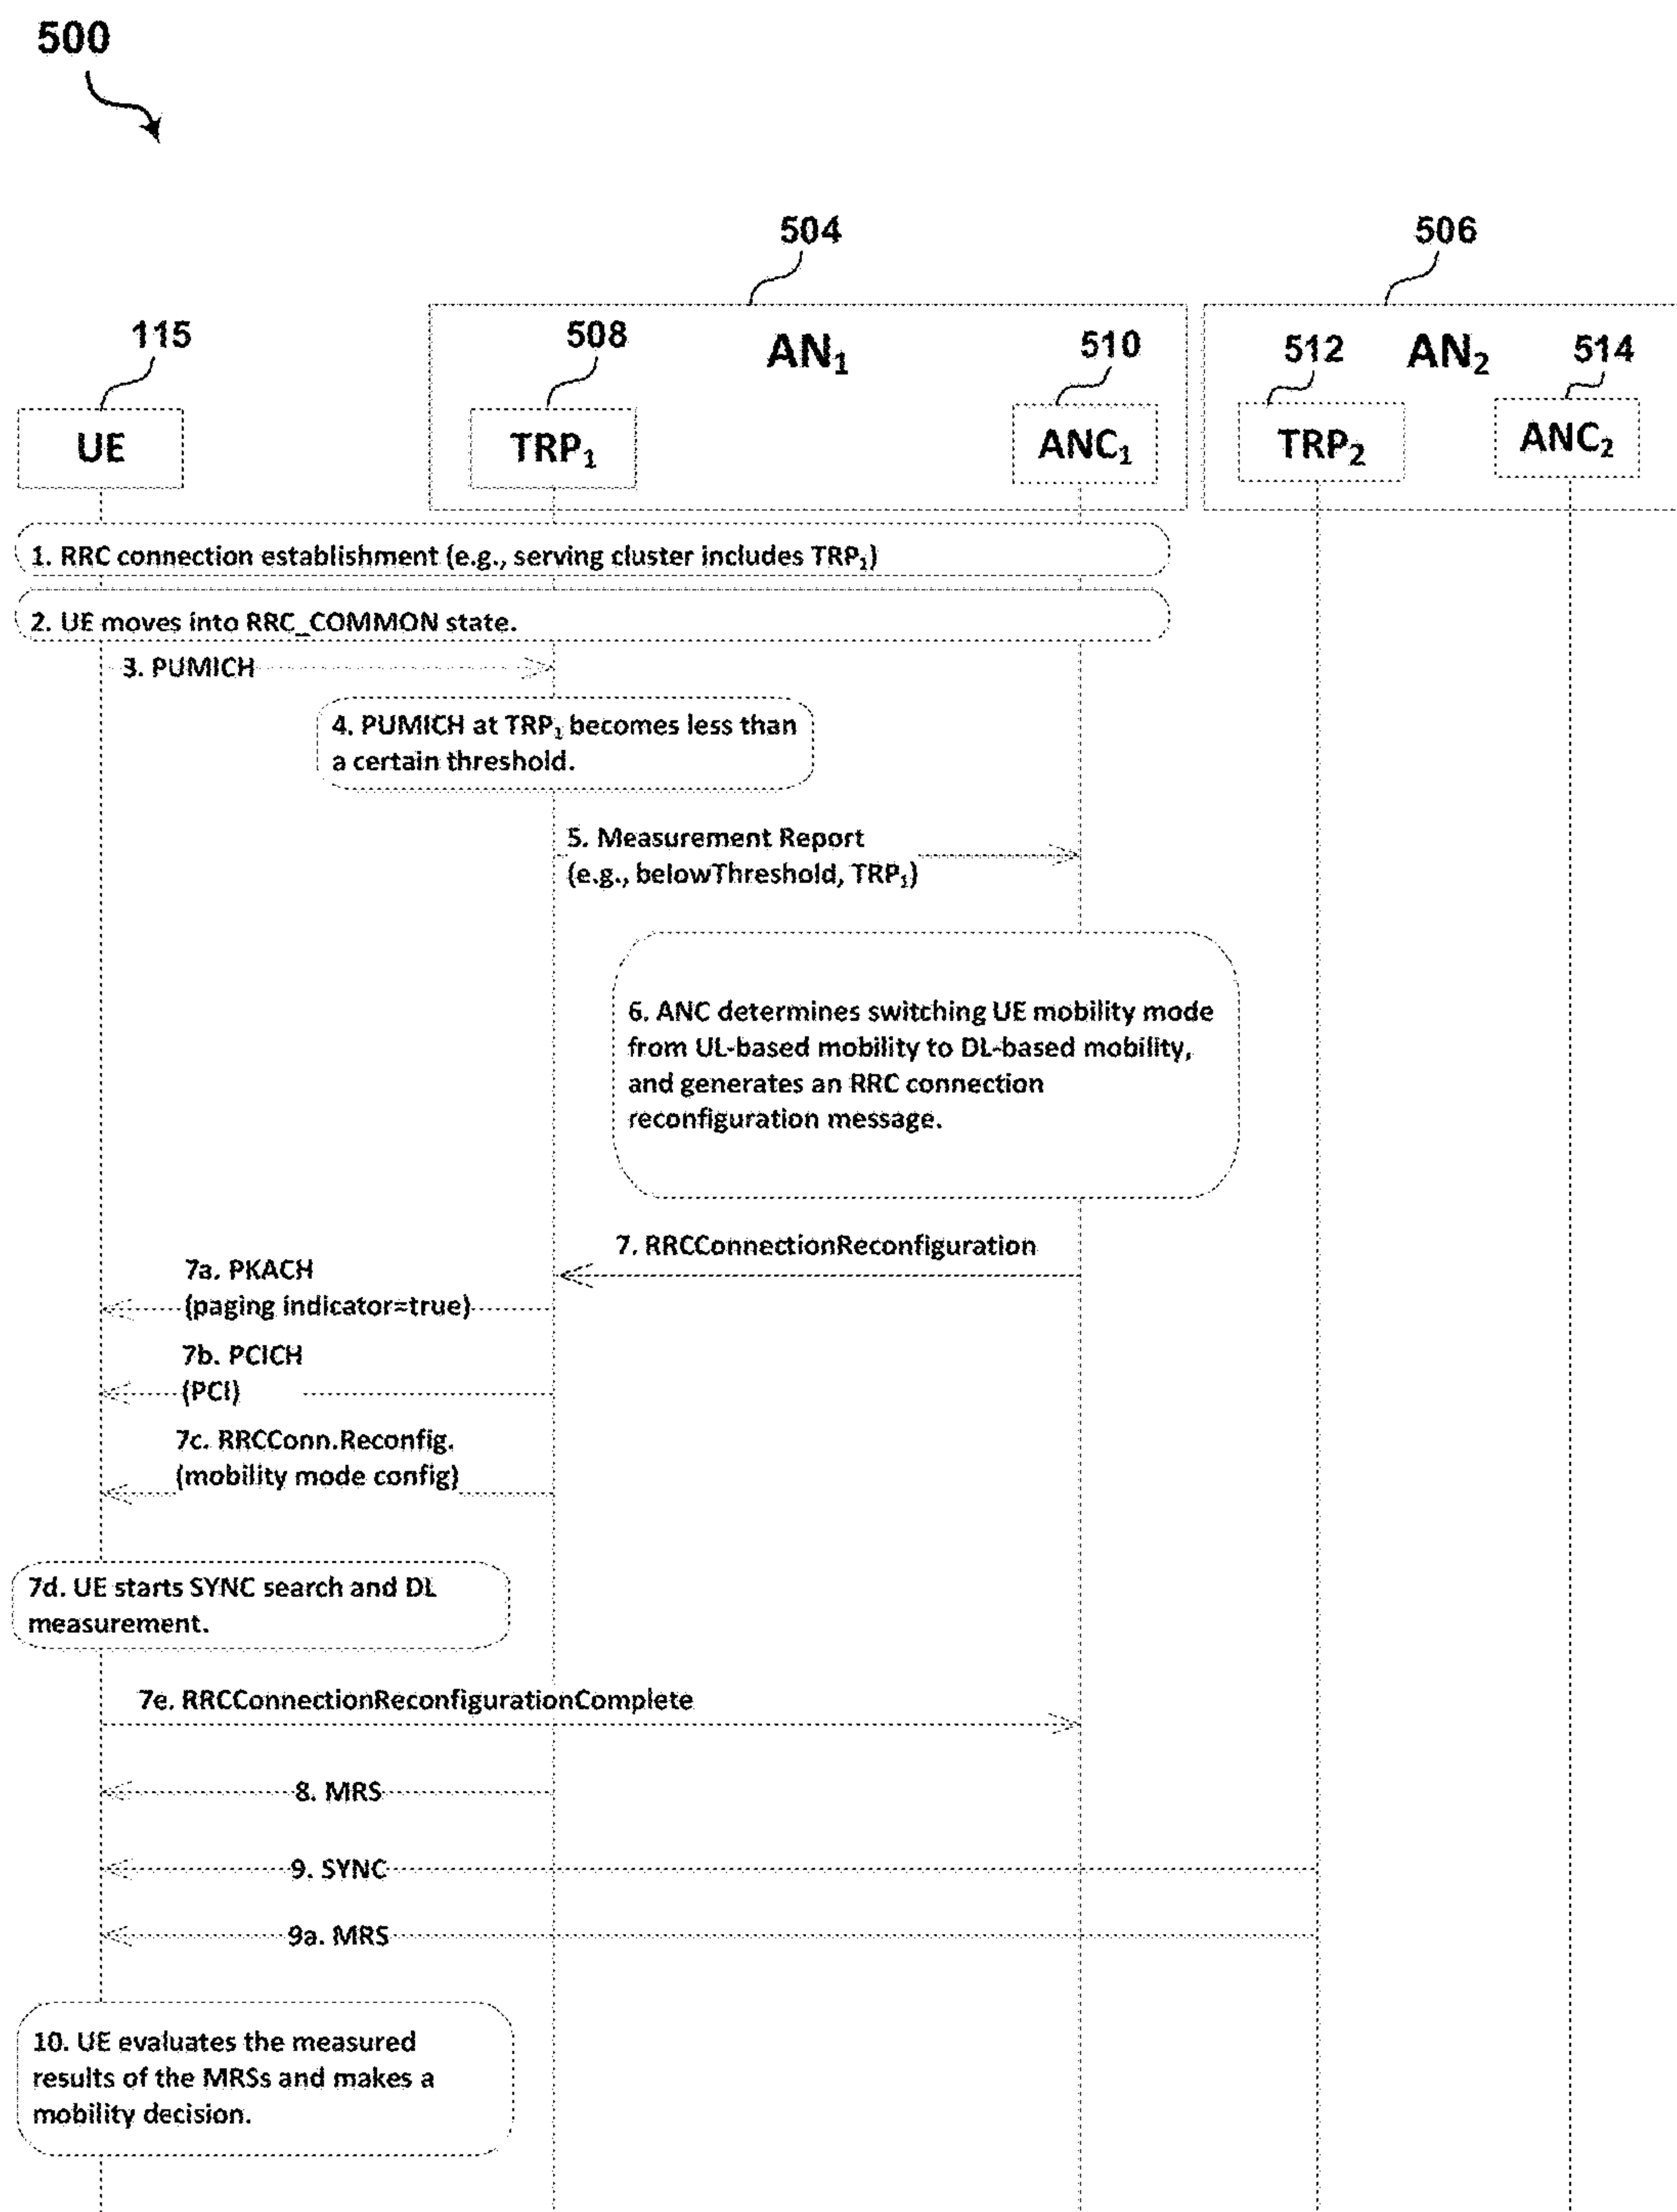 500
504
506
115
508
AN₁
510
512
AN₂
514
UE
TRP₁
ANC₁
TRP₂
ANC₂
1. RRC connection establishment (e.g., serving cluster includes TRP₁)
2. UE moves into RRC_COMMON state.
3. PUMICH
4. PUMICH at TRP₁ becomes less than
a certain threshold.
5. Measurement Report
(e.g., belowThreshold, TRP₁)
6. ANC determines switching UE mobility mode
from UL-based mobility to DL-based mobility,
and generates an RRC connection
reconfiguration message.
7. RRCConnectionReconfiguration
7a. PKACH
(paging indicator=true)
7b. PCICH
(PCI)
7c. RRCConn.Reconfig.
(mobility mode config)
7d. UE starts SYNC search and DL
measurement.
7e. RRCConnectionReconfigurationComplete
8. MRS
9. SYNC
9a. MRS
10. UE evaluates the measured
results of the MRSs and makes a
mobility decision.